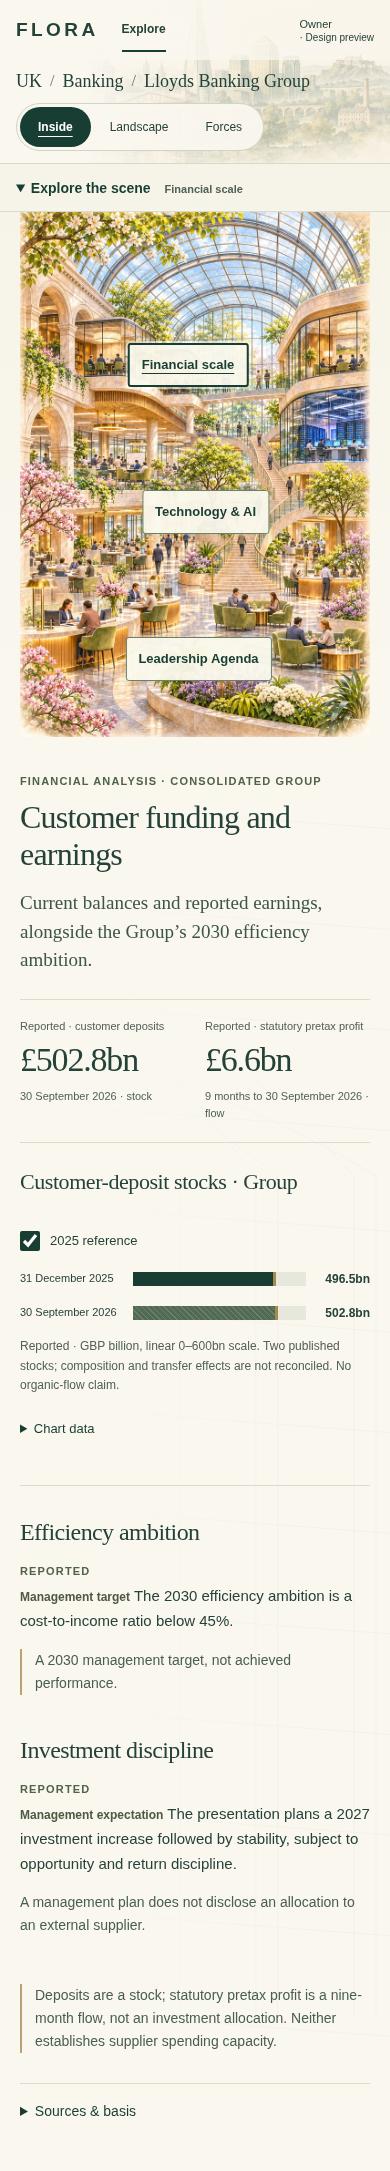 FLORA
Explore
Owner
· Design preview
UK / Banking / Lloyds Banking Group
Inside
Landscape
Forces
▼ Explore the scene
Financial scale
Financial scale
Technology & AI
Leadership Agenda
FINANCIAL ANALYSIS · CONSOLIDATED GROUP
Customer funding and
earnings
Current balances and reported earnings,
alongside the Group’s 2030 efficiency
ambition.
Reported · customer deposits
£502.8bn
30 September 2026 · stock
Reported · statutory pretax profit
£6.6bn
9 months to 30 September 2026 ·
flow
Customer-deposit stocks · Group
2025 reference
31 December 2025
496.5bn
30 September 2026
502.8bn
Reported · GBP billion, linear 0–600bn scale. Two published
stocks; composition and transfer effects are not reconciled. No
organic-flow claim.
▶ Chart data
Efficiency ambition
REPORTED
Management target The 2030 efficiency ambition is a
cost-to-income ratio below 45%.
A 2030 management target, not achieved
performance.
Investment discipline
REPORTED
Management expectation The presentation plans a 2027
investment increase followed by stability, subject to
opportunity and return discipline.
A management plan does not disclose an allocation to
an external supplier.
Deposits are a stock; statutory pretax profit is a nine-
month flow, not an investment allocation. Neither
establishes supplier spending capacity.
▶ Sources & basis